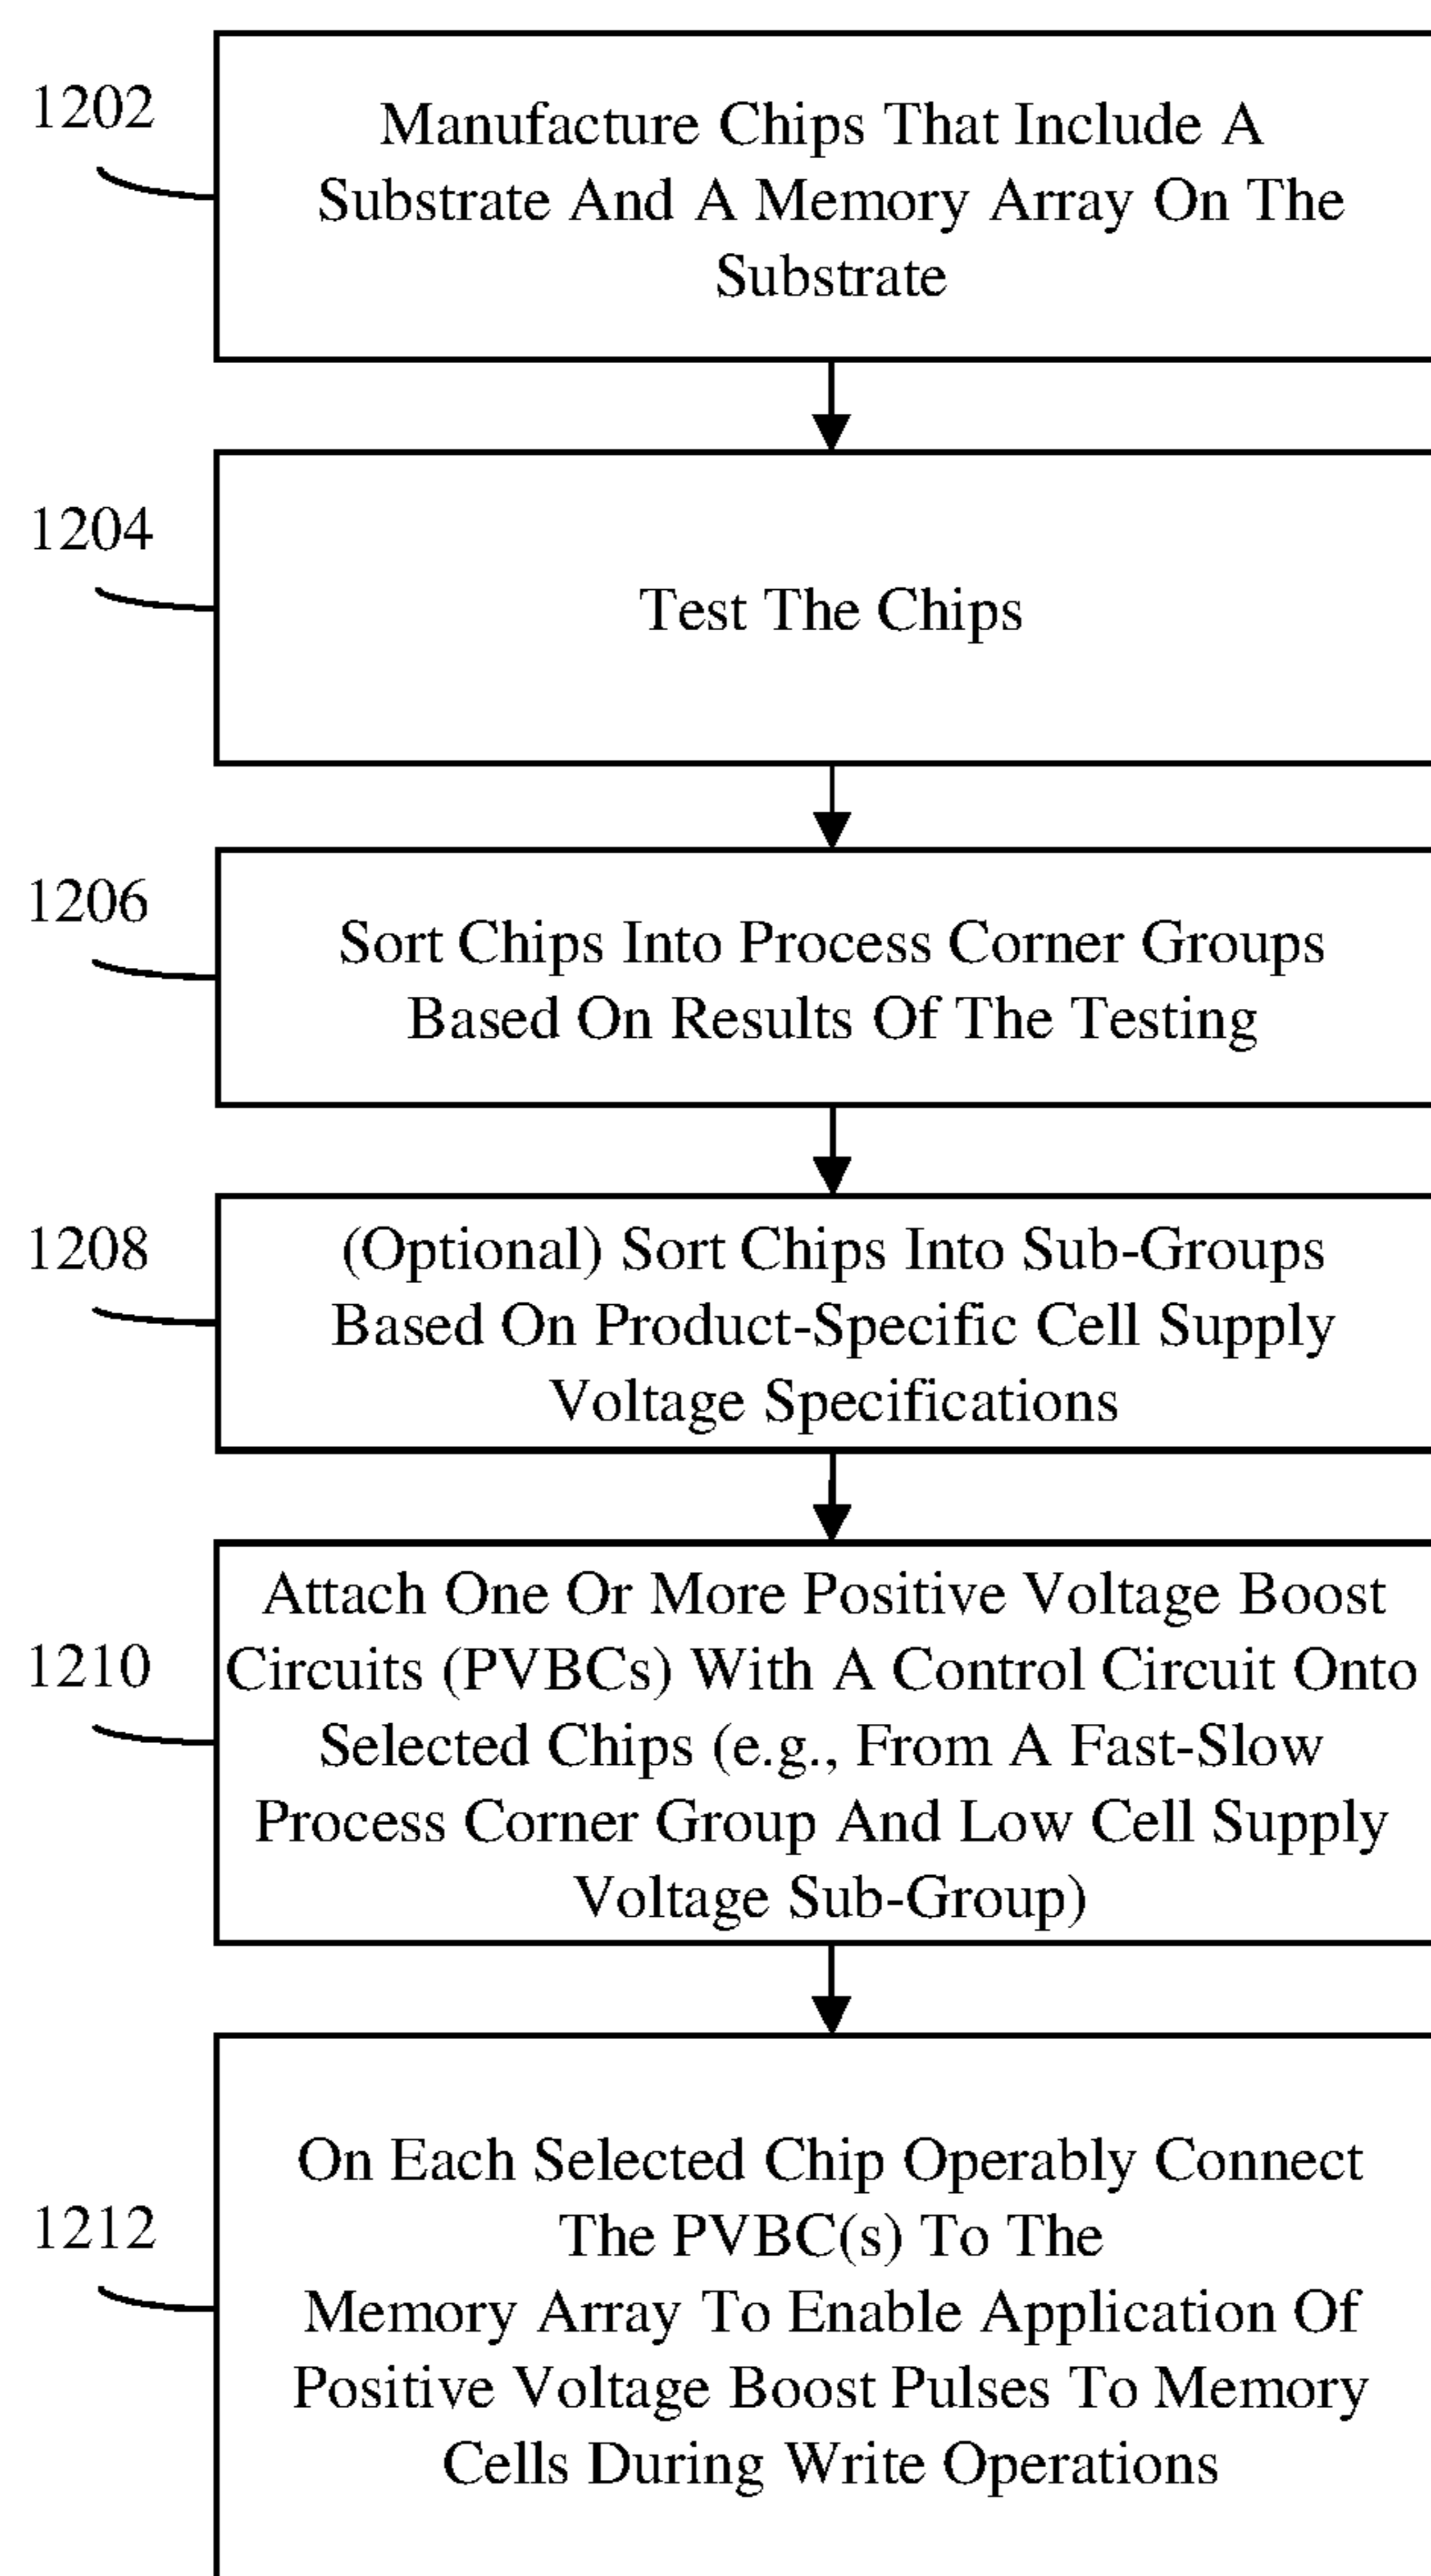 1202
Manufacture Chips That Include A
Substrate And A Memory Array On The
Substrate
1204
Test The Chips
1206
Sort Chips Into Process Corner Groups
Based On Results Of The Testing
1208
(Optional) Sort Chips Into Sub-Groups
Based On Product-Specific Cell Supply
Voltage Specifications
1210
Attach One Or More Positive Voltage Boost
Circuits (PVBCs) With A Control Circuit Onto
Selected Chips (e.g., From A Fast-Slow
Process Corner Group And Low Cell Supply
Voltage Sub-Group)
1212
On Each Selected Chip Operably Connect
The PVBC(s) To The
Memory Array To Enable Application Of
Positive Voltage Boost Pulses To Memory
Cells During Write Operations